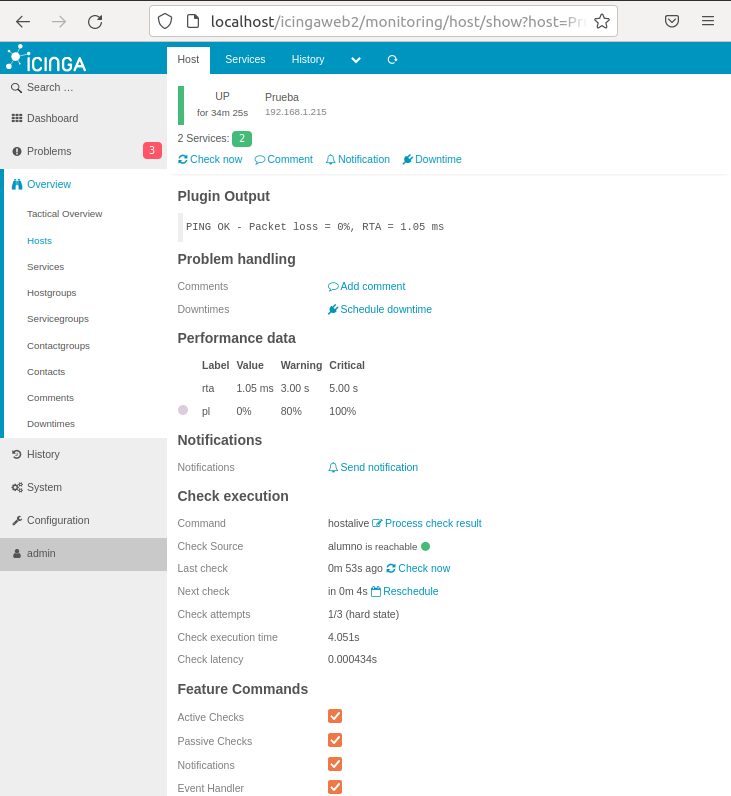 localhost/icingaweb2/monitoring/host/show?host=Pru
icinga
Search ...
Dashboard
Problems 3
Overview
Tactical Overview
Hosts
Services
Hostgroups
Servicegroups
Contactgroups
Contacts
Comments
Downtimes
History
System
Configuration
admin
Host Services History
UP Prueba
for 34m 25s 192.168.1.215
2 Services: 2
Check now Comment Notification Downtime
Plugin Output
PING OK - Packet loss = 0%, RTA = 1.05 ms
Problem handling
Comments Add comment
Downtimes Schedule downtime
Performance data
Label Value Warning Critical
rta 1.05 ms 3.00 s 5.00 s
pl 0% 80% 100%
Notifications
Notifications Send notification
Check execution
Command hostalive Process check result
Check Source alumno is reachable
Last check 0m 53s ago Check now
Next check in 0m 4s Reschedule
Check attempts 1/3 (hard state)
Check execution time 4.051s
Check latency 0.000434s
Feature Commands
Active Checks
Passive Checks
Notifications
Event Handler